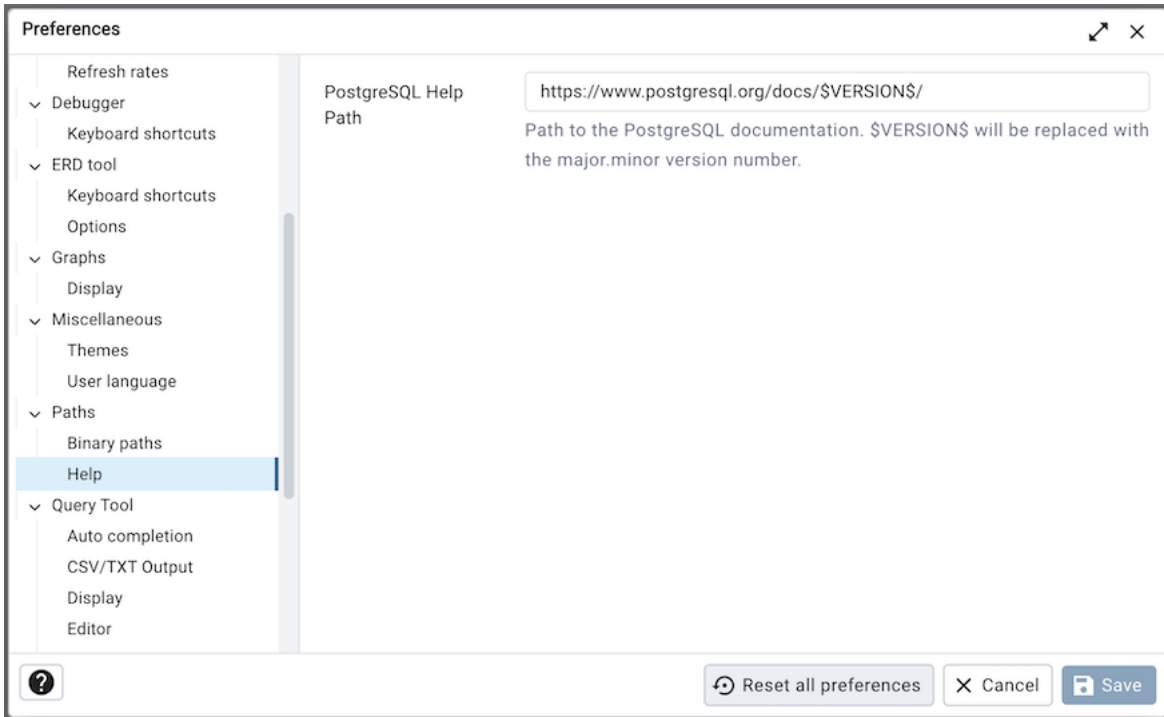 Preferences
Refresh rates
Debugger
Keyboard shortcuts
ERD tool
Keyboard shortcuts
Options
Graphs
Display
Miscellaneous
Themes
User language
Paths
Binary paths
Help
Query Tool
Auto completion
CSV/TXT Output
Display
Editor
PostgreSQL Help
Path
https://www.postgresql.org/docs/$VERSION$/
Path to the PostgreSQL documentation. $VERSION$ will be replaced with
the major.minor version number.
Reset all preferences
Cancel
Save